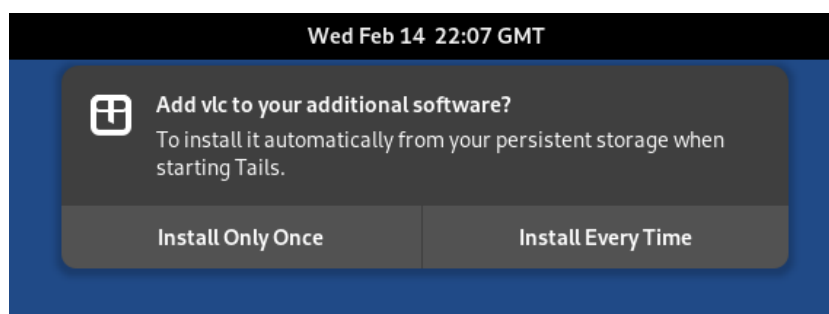 Wed Feb 14 22:07 GMT
Add vlc to your additional software?
To install it automatically from your persistent storage when
starting Tails.
Install Only Once
Install Every Time